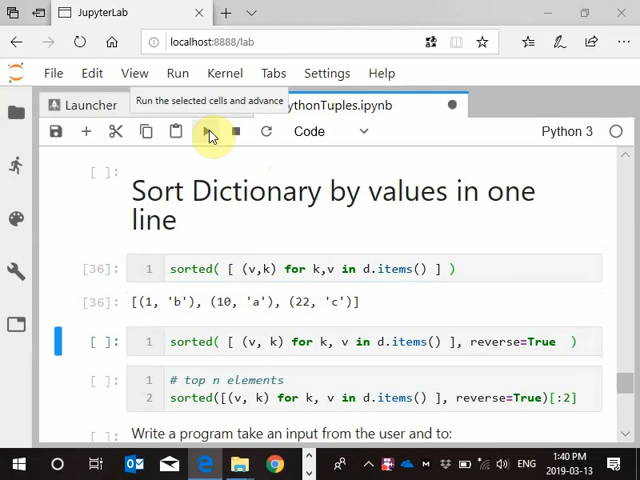 JupyterLab
localhost:8888/lab
File Edit View Run Kernel Tabs Settings Help
Run the selected cells and advance
Launcher
ythonTuples.ipynb
Code
Python 3
[ ]:
Sort Dictionary by values in one
line
[36]: 1 sorted( [ (v,k) for k,v in d.items() ] )
[36]: [(1, 'b'), (10, 'a'), (22, 'c')]
[ ]: 1 sorted( [ (v, k) for k, v in d.items() ], reverse=True )
[ ]: 1 # top n elements
2 sorted([(v, k) for k, v in d.items() ], reverse=True)[:2]
[ ]:
Write a program take an input from the user and to:
ENG
1:40 PM
2019-03-13